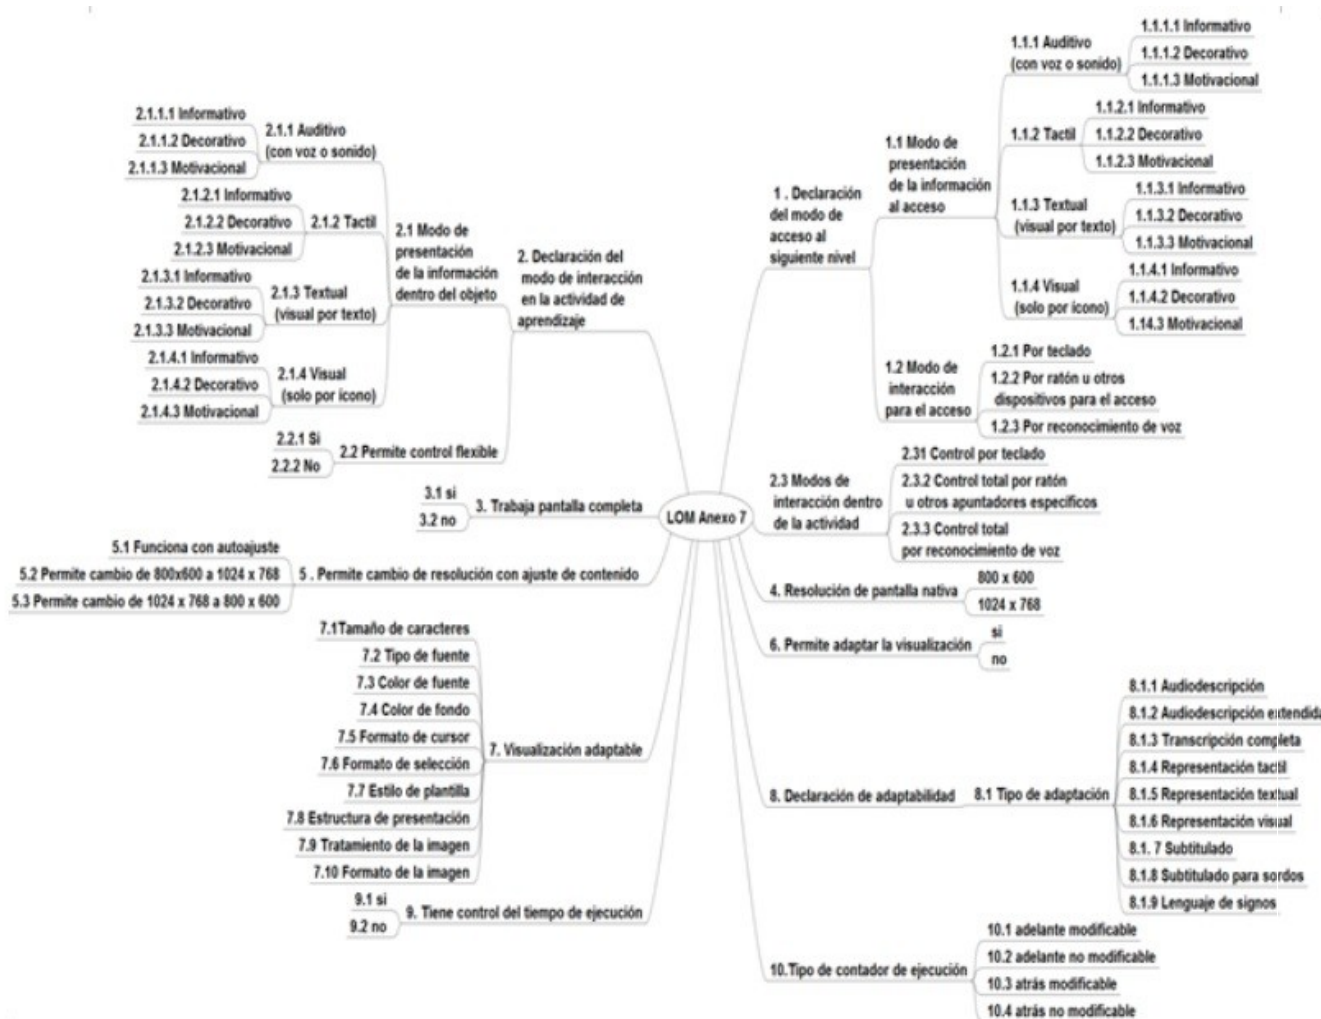 LOM Anexo 7
1 . Declaración
del modo de
acceso al
siguiente nivel
1.1 Modo de
presentación
de la información
al acceso
1.1.1 Auditivo
(con voz o sonido)
1.1.1.1 Informativo
1.1.1.2 Decorativo
1.1.1.3 Motivacional
1.1.2 Tactil
1.1.2.1 Informativo
1.1.2.2 Decorativo
1.1.2.3 Motivacional
1.1.3 Textual
(visual por texto)
1.1.3.1 Informativo
1.1.3.2 Decorativo
1.1.3.3 Motivacional
1.1.4 Visual
(solo por ícono)
1.1.4.1 Informativo
1.1.4.2 Decorativo
1.14.3 Motivacional
1.2 Modo de
interacción
para el acceso
1.2.1 Por teclado
1.2.2 Por ratón u otros
dispositivos para el acceso
1.2.3 Por reconocimiento de voz
2. Declaración del
modo de interacción
en la actividad de
aprendizaje
2.1 Modo de
presentación
de la información
dentro del objeto
2.1.1 Auditivo
(con voz o sonido)
2.1.1.1 Informativo
2.1.1.2 Decorativo
2.1.1.3 Motivacional
2.1.2 Tactil
2.1.2.1 Informativo
2.1.2.2 Decorativo
2.1.2.3 Motivacional
2.1.3 Textual
(visual por texto)
2.1.3.1 Informativo
2.1.3.2 Decorativo
2.1.3.3 Motivacional
2.1.4 Visual
(solo por ícono)
2.1.4.1 Informativo
2.1.4.2 Decorativo
2.1.4.3 Motivacional
2.2 Permite control flexible
2.2.1 Si
2.2.2 No
2.3 Modos de
interacción dentro
de la actividad
2.31 Control por teclado
2.3.2 Control total por ratón
u otros apuntadores específicos
2.3.3 Control total
por reconocimiento de voz
3. Trabaja pantalla completa
3.1 si
3.2 no
4. Resolución de pantalla nativa
800 x 600
1024 x 768
5 . Permite cambio de resolución con ajuste de contenido
5.1 Funciona con autoajuste
5.2 Permite cambio de 800x600 a 1024 x 768
5.3 Permite cambio de 1024 x 768 a 800 x 600
6. Permite adaptar la visualización
si
no
7. Visualización adaptable
7.1Tamaño de caracteres
7.2 Tipo de fuente
7.3 Color de fuente
7.4 Color de fondo
7.5 Formato de cursor
7.6 Formato de selección
7.7 Estilo de plantilla
7.8 Estructura de presentación
7.9 Tratamiento de la imagen
7.10 Formato de la imagen
8. Declaración de adaptabilidad
8.1 Tipo de adaptación
8.1.1 Audiodescripción
8.1.2 Audiodescripción extendida
8.1.3 Transcripción completa
8.1.4 Representación tactil
8.1.5 Representación textual
8.1.6 Representación visual
8.1. 7 Subtitulado
8.1.8 Subtitulado para sordos
8.1.9 Lenguaje de signos
9. Tiene control del tiempo de ejecución
9.1 si
9.2 no
10.Tipo de contador de ejecución
10.1 adelante modificable
10.2 adelante no modificable
10.3 atrás modificable
10.4 atrás no modificable